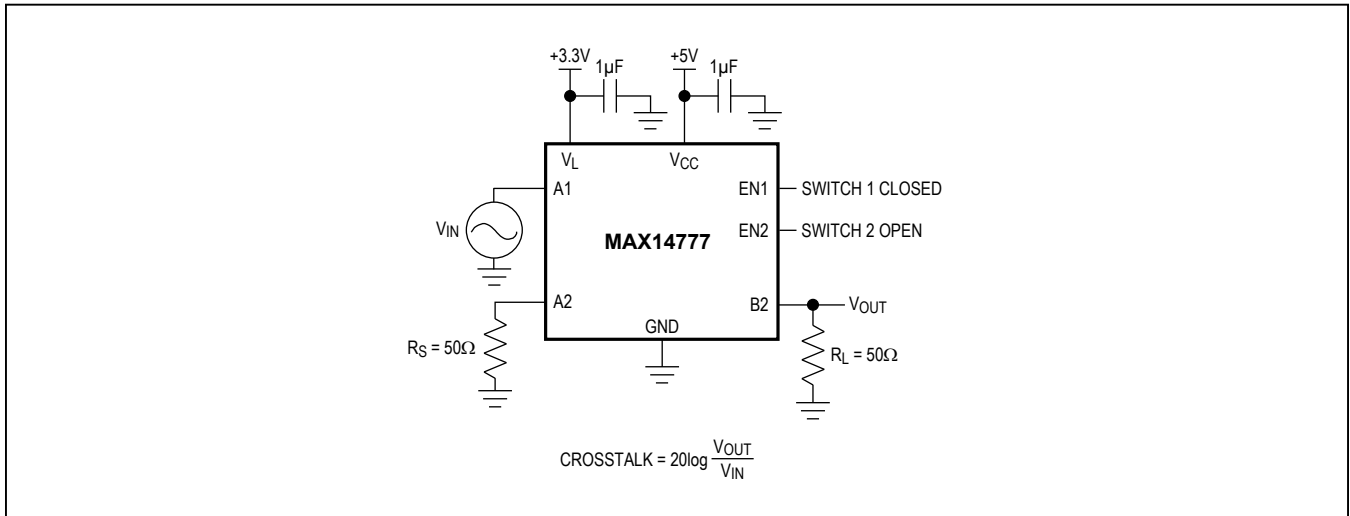 +3.3V
1µF
+5V
1µF
VL
VCC
A1
EN1
SWITCH 1 CLOSED
VIN
MAX14777
EN2
SWITCH 2 OPEN
A2
B2
VOUT
GND
RS = 50Ω
RL = 50Ω
CROSSTALK = 20log VOUT/VIN